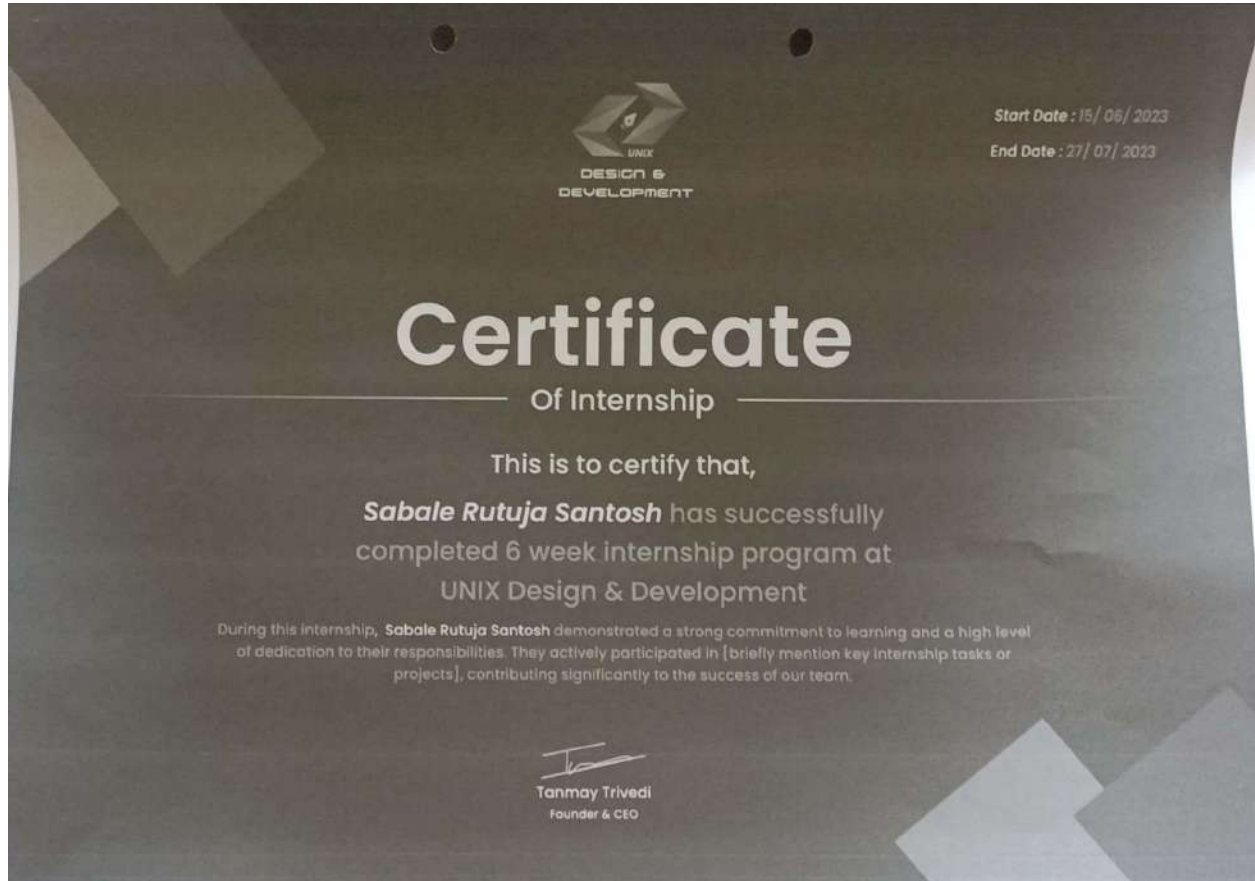 UNIX
DESIGN &
DEVELOPMENT
Start Date : 15/ 06/ 2023
End Date : 27/ 07/ 2023
Certificate
Of Internship
This is to certify that,
Sabale Rutuja Santosh has successfully
completed 6 week internship program at
UNIX Design & Development
During this internship, Sabale Rutuja Santosh demonstrated a strong commitment to learning and a high level
of dedication to their responsibilities. They actively participated in [briefly mention key internship tasks or
projects], contributing significantly to the success of our team.
Tanmay Trivedi
Founder & CEO